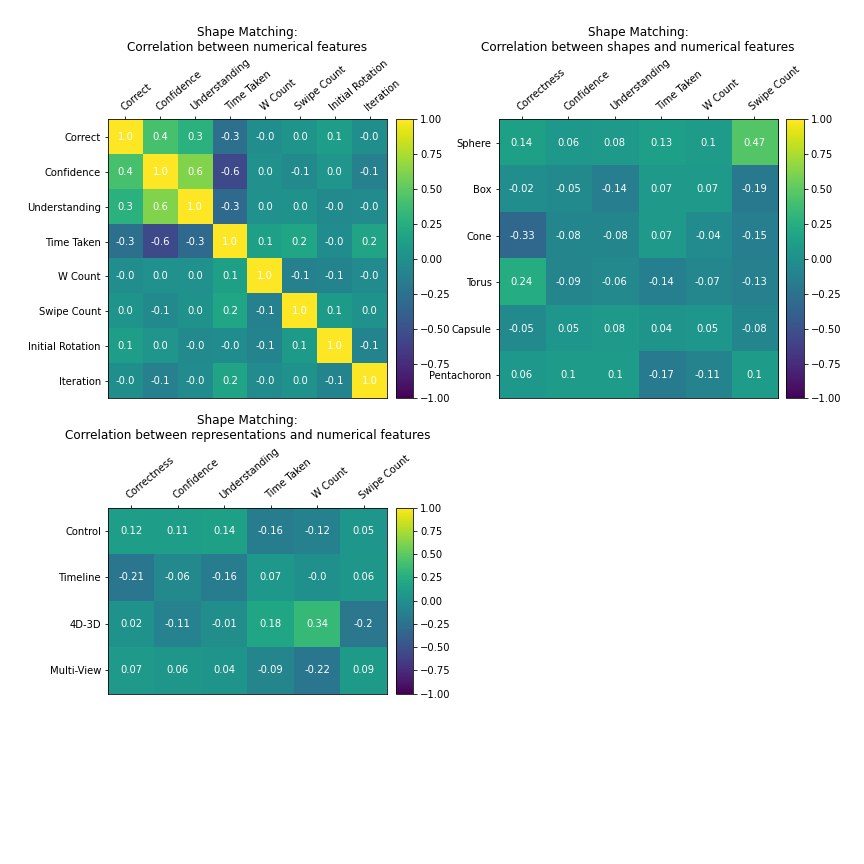 Shape Matching:
Correlation between numerical features
Correct Confidence Understanding Time Taken W Count Swipe Count Initial Rotation Iteration
Correct 1.0 0.4 0.3 -0.3 -0.0 0.0 0.1 -0.0
Confidence 0.4 1.0 0.6 -0.6 0.0 -0.1 0.0 -0.1
Understanding 0.3 0.6 1.0 -0.3 0.0 0.0 -0.0 -0.0
Time Taken -0.3 -0.6 -0.3 1.0 0.1 0.2 -0.0 0.2
W Count -0.0 0.0 0.0 0.1 1.0 -0.1 -0.1 -0.0
Swipe Count 0.0 -0.1 0.0 0.2 -0.1 1.0 0.1 0.0
Initial Rotation 0.1 0.0 -0.0 -0.0 -0.1 0.1 1.0 -0.1
Iteration -0.0 -0.1 -0.0 0.2 -0.0 0.0 -0.1 1.0
1.00
0.75
0.50
0.25
0.00
−0.25
−0.50
−0.75
−1.00
Shape Matching:
Correlation between shapes and numerical features
Correctness Confidence Understanding Time Taken W Count Swipe Count
Sphere 0.14 0.06 0.08 0.13 0.1 0.47
Box -0.02 -0.05 -0.14 0.07 0.07 -0.19
Cone -0.33 -0.08 -0.08 0.07 -0.04 -0.15
Torus 0.24 -0.09 -0.06 -0.14 -0.07 -0.13
Capsule -0.05 0.05 0.08 0.04 0.05 -0.08
Pentachoron 0.06 0.1 0.1 -0.17 -0.11 0.1
1.00
0.75
0.50
0.25
0.00
−0.25
−0.50
−0.75
−1.00
Shape Matching:
Correlation between representations and numerical features
Correctness Confidence Understanding Time Taken W Count Swipe Count
Control 0.12 0.11 0.14 -0.16 -0.12 0.05
Timeline -0.21 -0.06 -0.16 0.07 -0.0 0.06
4D-3D 0.02 -0.11 -0.01 0.18 0.34 -0.2
Multi-View 0.07 0.06 0.04 -0.09 -0.22 0.09
1.00
0.75
0.50
0.25
0.00
−0.25
−0.50
−0.75
−1.00